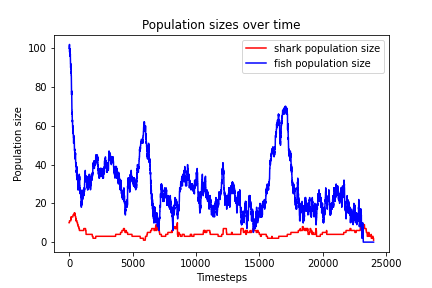 Population sizes over time
shark population size
fish population size
Population size
100
80
60
40
20
0
0
5000
10000
15000
20000
25000
Timesteps